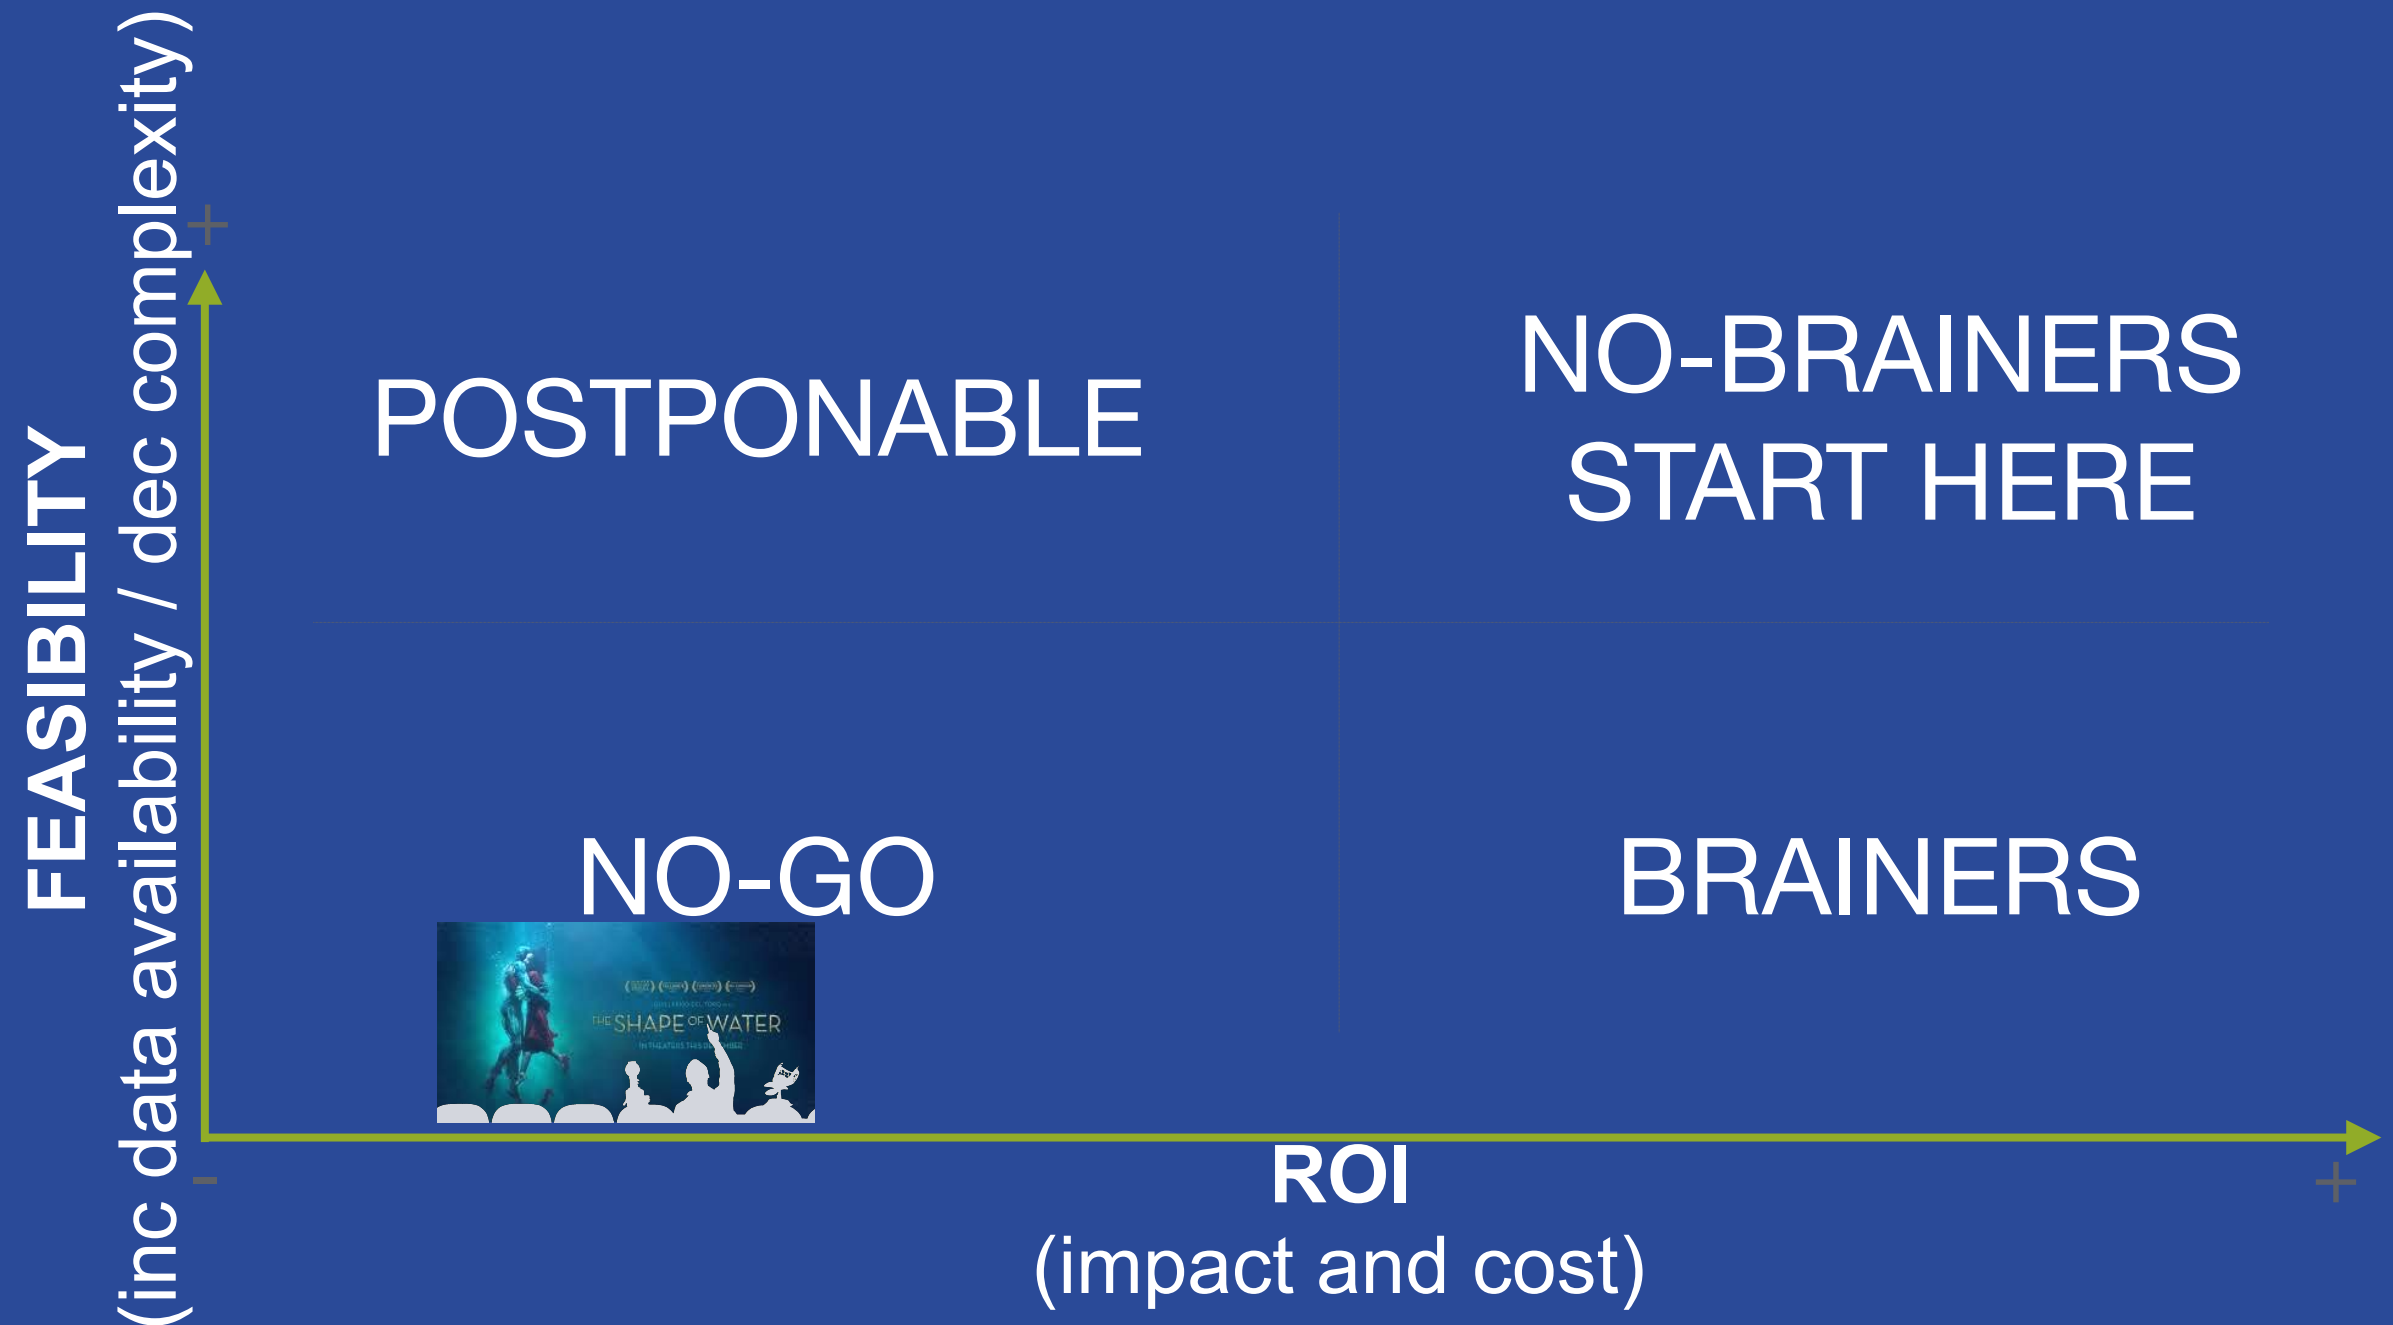 FEASIBILITY
(inc data availability / dec complexity)
+
POSTPONABLE
NO-BRAINERS
START HERE
NO-GO
BRAINERS
THE SHAPE OF WATER
-
+
ROI
(impact and cost)